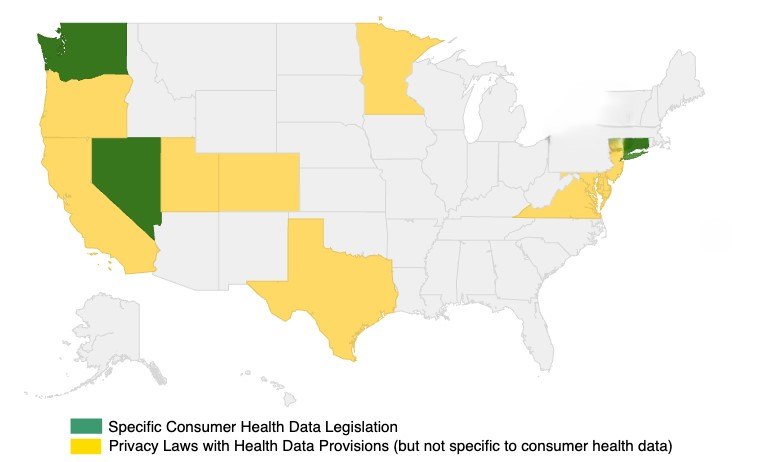 Specific Consumer Health Data Legislation
Privacy Laws with Health Data Provisions (but not specific to consumer health data)